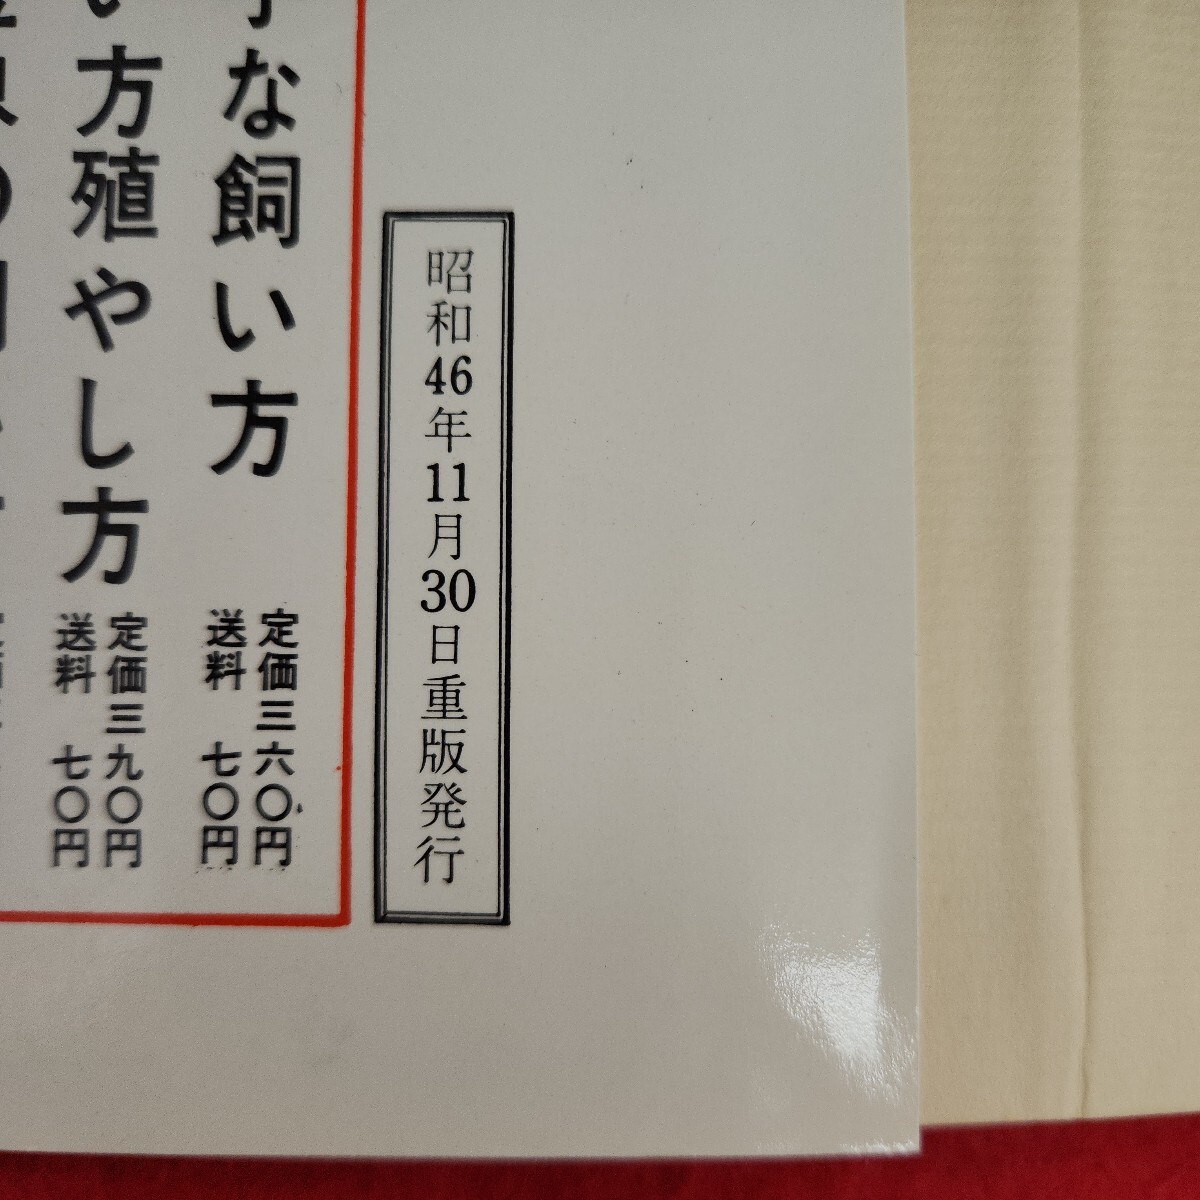 昭和46年11月30日重版発行
な飼い方
定価三六〇円
送料 七〇円
い方殖やし方
定価三九〇円
送料 七〇円